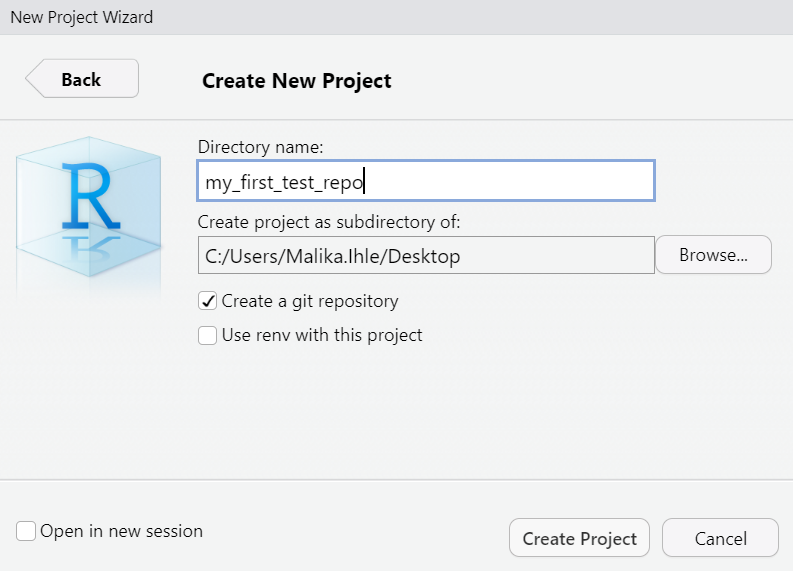 New Project Wizard
Back
Create New Project
R
Directory name:
my_first_test_repo
Create project as subdirectory of:
C:/Users/Malika.Ihle/Desktop
Browse...
Create a git repository
Use renv with this project
Open in new session
Create Project
Cancel